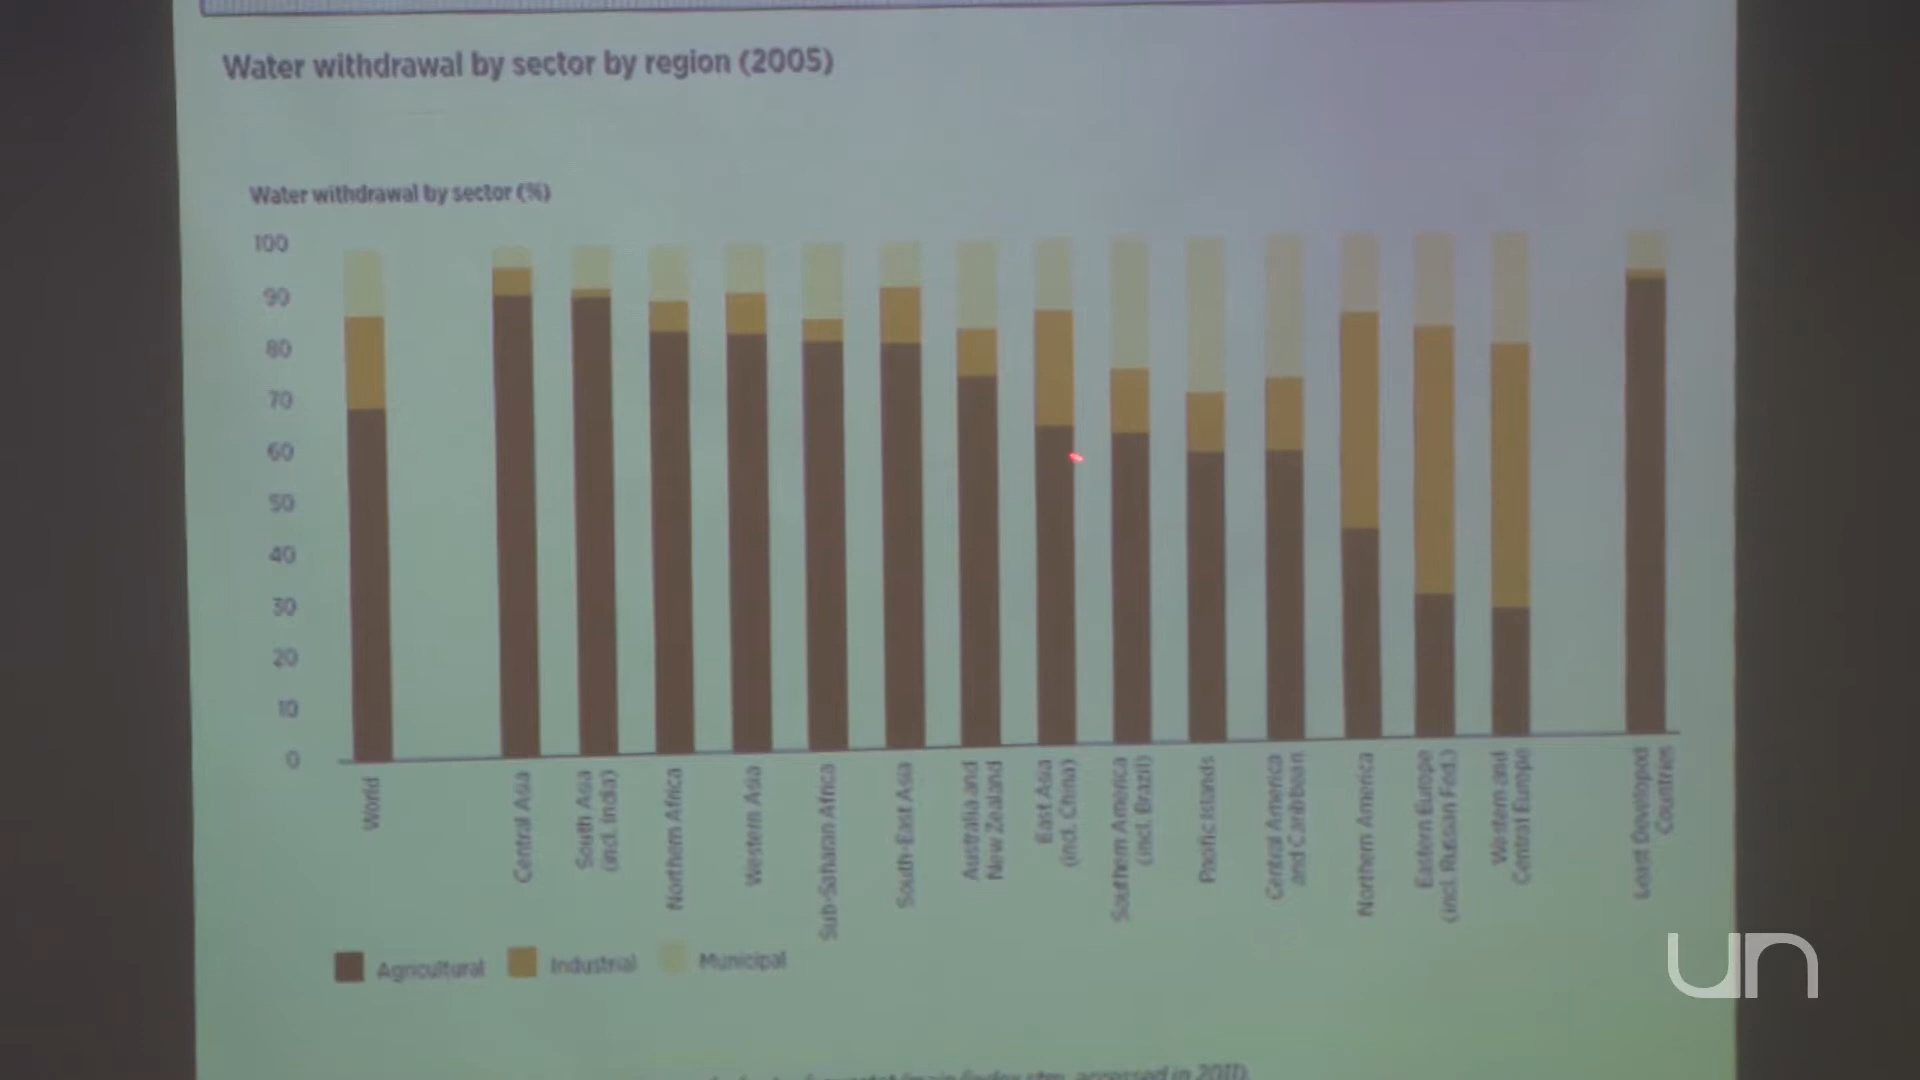 Water withdrawal by sector by region (2005)
Water withdrawal by sector (%)
100
90
80
70
60
50
40
30
20
10
0
World
Central Asia
South Asia
(incl. India)
Northern Africa
Western Asia
Sub-Saharan Africa
South-East Asia
Australia and
New Zealand
East Asia
(incl. China)
Southern America
(incl. Brazil)
Pacific Islands
Central America
and Caribbean
Northern America
Eastern Europe
(incl. Russian Fed.)
Western and
Central Europe
Least Developed
Countries
Agricultural
Industrial
Municipal
accessed in 2011).
un